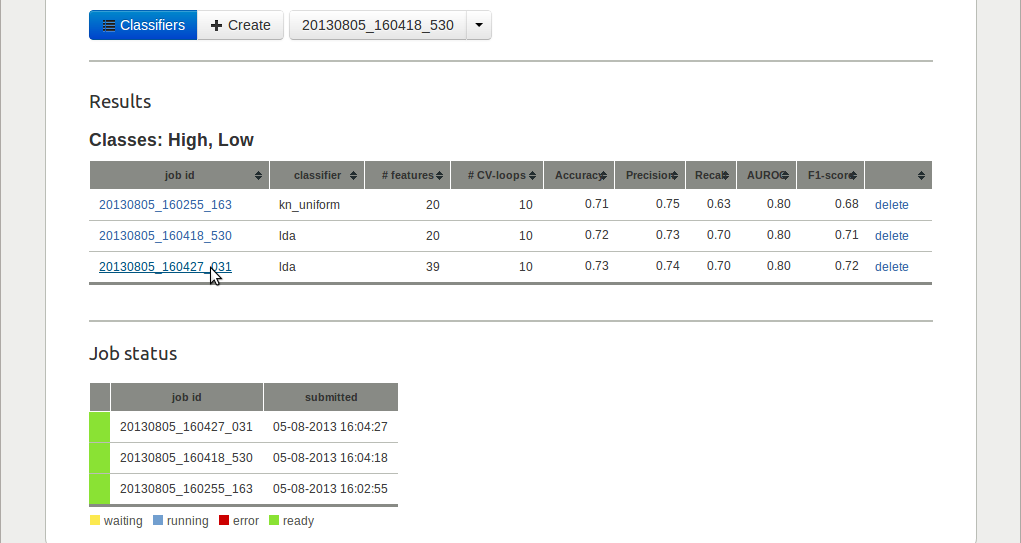 Classifiers Create 20130805_160418_530
Results
Classes: High, Low
job id classifier # features # CV-loops Accuracy Precision Recall AUROC F1-score
20130805_160255_163 kn_uniform 20 10 0.71 0.75 0.63 0.80 0.68 delete
20130805_160418_530 lda 20 10 0.72 0.73 0.70 0.80 0.71 delete
20130805_160427_031 lda 39 10 0.73 0.74 0.70 0.80 0.72 delete
Job status
job id submitted
20130805_160427_031 05-08-2013 16:04:27
20130805_160418_530 05-08-2013 16:04:18
20130805_160255_163 05-08-2013 16:02:55
waiting running error ready